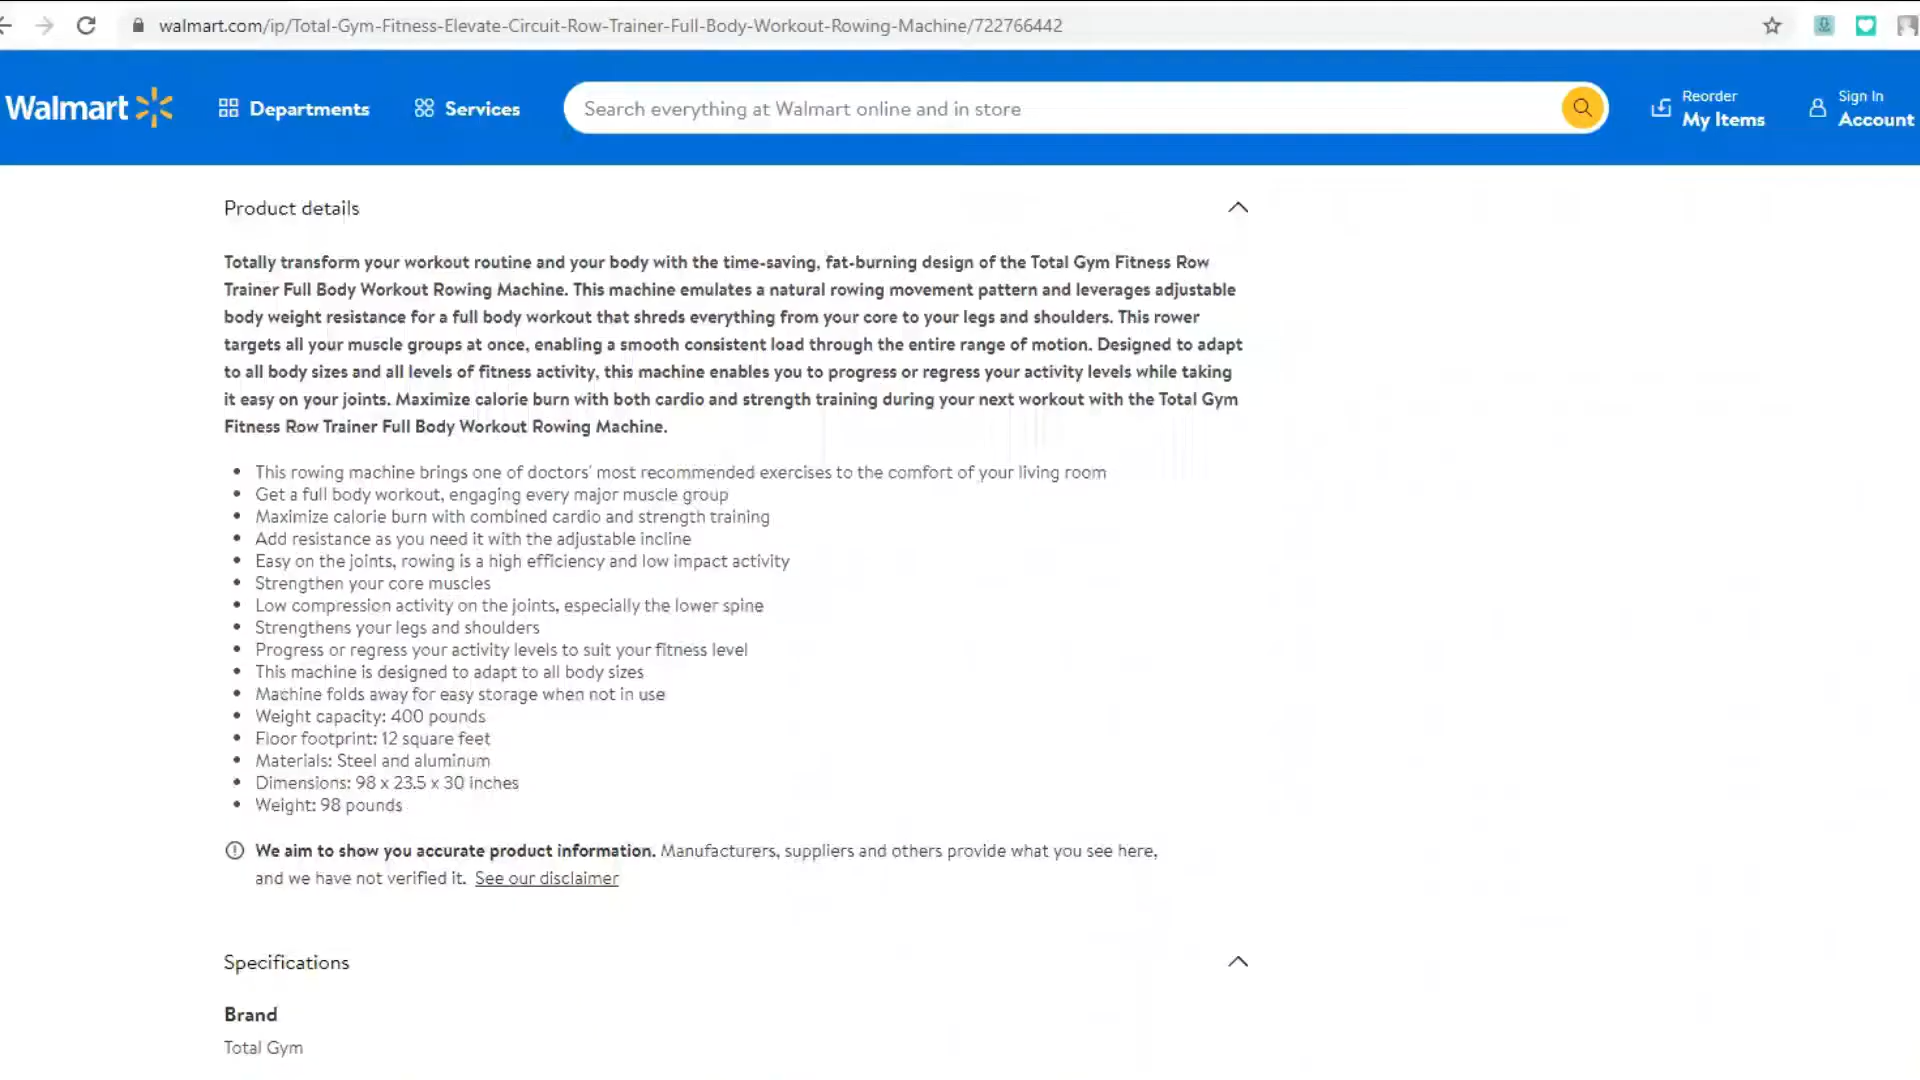 walmart.com/ip/Total-Gym-Fitness-Elevate-Circuit-Row-Trainer-Full-Body-Workout-Rowing-Machine/722766442
Walmart Departments Services Search everything at Walmart online and in store Reorder My Items Sign In Account
Product details
Totally transform your workout routine and your body with the time-saving, fat-burning design of the Total Gym Fitness Row
Trainer Full Body Workout Rowing Machine. This machine emulates a natural rowing movement pattern and leverages adjustable
body weight resistance for a full body workout that shreds everything from your core to your legs and shoulders. This rower
targets all your muscle groups at once, enabling a smooth consistent load through the entire range of motion. Designed to adapt
to all body sizes and all levels of fitness activity, this machine enables you to progress or regress your activity levels while taking
it easy on your joints. Maximize calorie burn with both cardio and strength training during your next workout with the Total Gym
Fitness Row Trainer Full Body Workout Rowing Machine.
• This rowing machine brings one of doctors' most recommended exercises to the comfort of your living room
• Get a full body workout, engaging every major muscle group
• Maximize calorie burn with combined cardio and strength training
• Add resistance as you need it with the adjustable incline
• Easy on the joints, rowing is a high efficiency and low impact activity
• Strengthen your core muscles
• Low compression activity on the joints, especially the lower spine
• Strengthens your legs and shoulders
• Progress or regress your activity levels to suit your fitness level
• This machine is designed to adapt to all body sizes
• Machine folds away for easy storage when not in use
• Weight capacity: 400 pounds
• Floor footprint: 12 square feet
• Materials: Steel and aluminum
• Dimensions: 98 x 23.5 x 30 inches
• Weight: 98 pounds
We aim to show you accurate product information. Manufacturers, suppliers and others provide what you see here,
and we have not verified it. See our disclaimer
Specifications
Brand
Total Gym